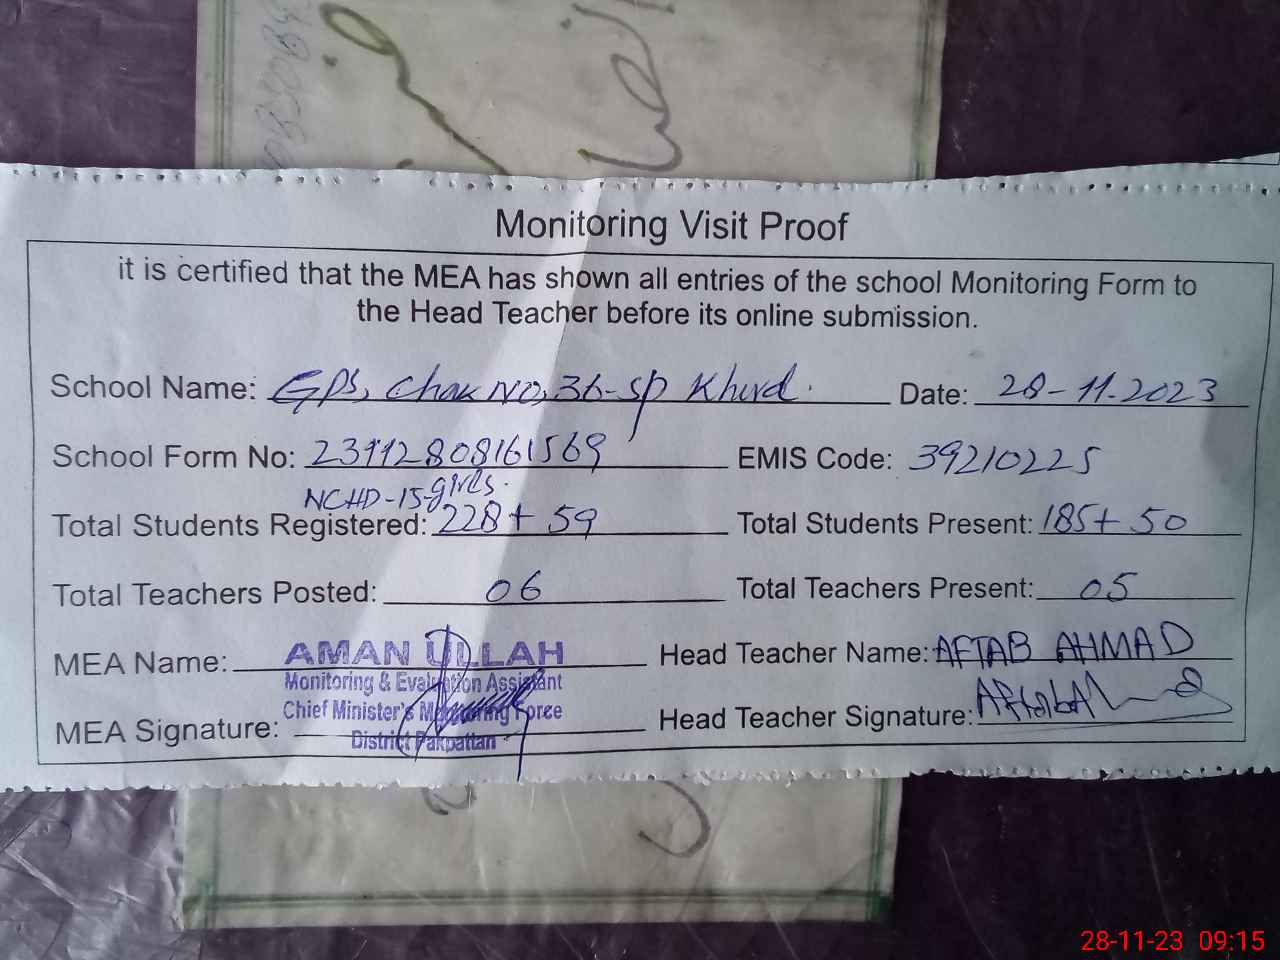 Monitoring Visit Proof
it is certified that the MEA has shown all entries of the school Monitoring Form to
the Head Teacher before its online submission.
School Name: GPS, Chak NO, 36-SP Khurd. Date: 28-11-2023
School Form No: 23112808161569 EMIS Code: 39210225
NCHD-15-girls.
Total Students Registered: 228+59 Total Students Present: 185+50
Total Teachers Posted: 06 Total Teachers Present: 05
MEA Name: AMAN ULLAH Head Teacher Name: AFTAB AHMAD
Monitoring & Evaluation Assistant
Chief Minister's Monitoring Force
MEA Signature: Head Teacher Signature:
District Pakpattan
28-11-23 09:15